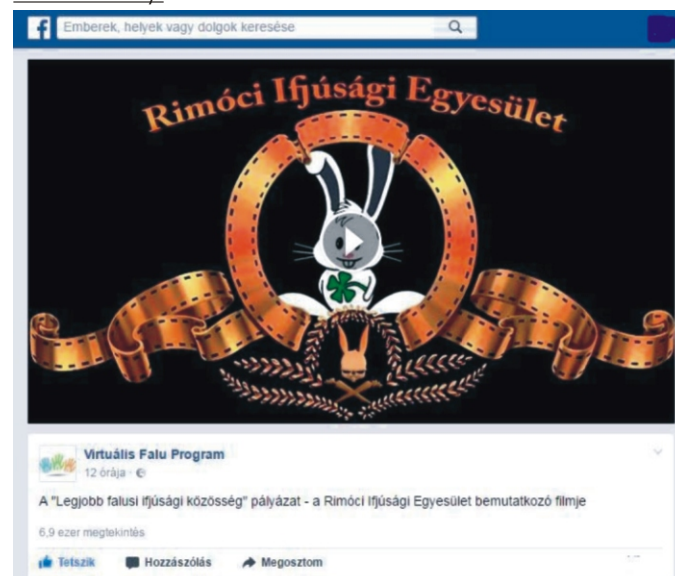 Emberek, helyek vagy dolgok keresése
Rimóci Ifjúsági Egyesület
Virtuális Falu Program
12 órája
A "Legjobb falusi ifjúsági közösség" pályázat - a Rimóci Ifjúsági Egyesület bemutatkozó filmje
6,9 ezer megtekintés
Tetszik Hozzászólás Megosztom